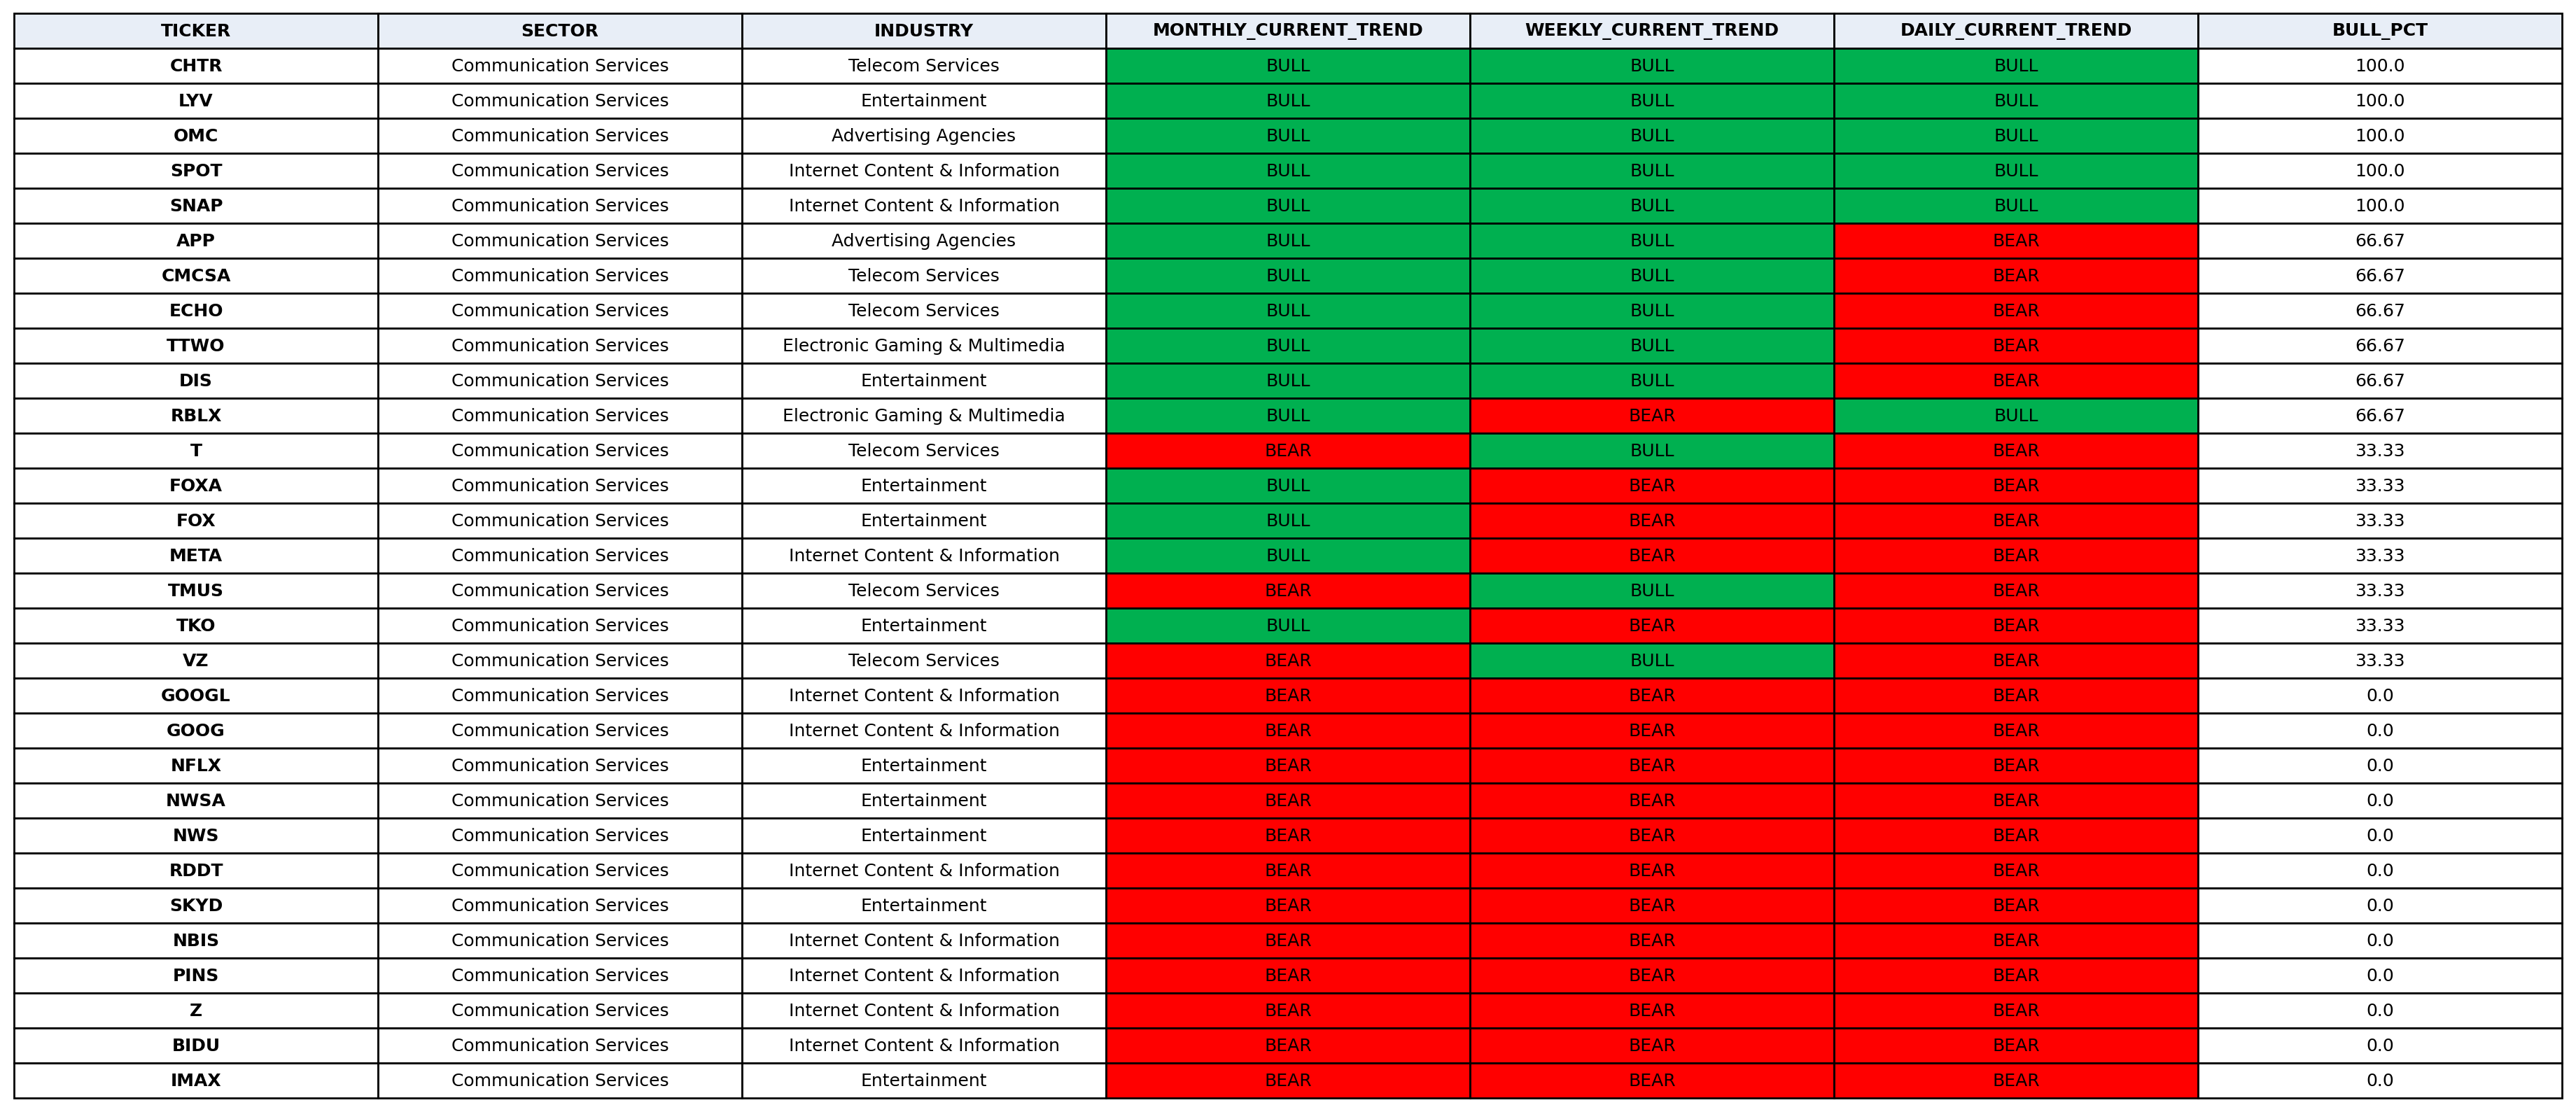 TICKER SECTOR INDUSTRY MONTHLY_CURRENT_TREND WEEKLY_CURRENT_TREND DAILY_CURRENT_TREND BULL_PCT
CHTR Communication Services Telecom Services BULL BULL BULL 100.0
LYV Communication Services Entertainment BULL BULL BULL 100.0
OMC Communication Services Advertising Agencies BULL BULL BULL 100.0
SPOT Communication Services Internet Content & Information BULL BULL BULL 100.0
SNAP Communication Services Internet Content & Information BULL BULL BULL 100.0
APP Communication Services Advertising Agencies BULL BULL BEAR 66.67
CMCSA Communication Services Telecom Services BULL BULL BEAR 66.67
ECHO Communication Services Telecom Services BULL BULL BEAR 66.67
TTWO Communication Services Electronic Gaming & Multimedia BULL BULL BEAR 66.67
DIS Communication Services Entertainment BULL BULL BEAR 66.67
RBLX Communication Services Electronic Gaming & Multimedia BULL BEAR BULL 66.67
T Communication Services Telecom Services BEAR BULL BEAR 33.33
FOXA Communication Services Entertainment BULL BEAR BEAR 33.33
FOX Communication Services Entertainment BULL BEAR BEAR 33.33
META Communication Services Internet Content & Information BULL BEAR BEAR 33.33
TMUS Communication Services Telecom Services BEAR BULL BEAR 33.33
TKO Communication Services Entertainment BULL BEAR BEAR 33.33
VZ Communication Services Telecom Services BEAR BULL BEAR 33.33
GOOGL Communication Services Internet Content & Information BEAR BEAR BEAR 0.0
GOOG Communication Services Internet Content & Information BEAR BEAR BEAR 0.0
NFLX Communication Services Entertainment BEAR BEAR BEAR 0.0
NWSA Communication Services Entertainment BEAR BEAR BEAR 0.0
NWS Communication Services Entertainment BEAR BEAR BEAR 0.0
RDDT Communication Services Internet Content & Information BEAR BEAR BEAR 0.0
SKYD Communication Services Entertainment BEAR BEAR BEAR 0.0
NBIS Communication Services Internet Content & Information BEAR BEAR BEAR 0.0
PINS Communication Services Internet Content & Information BEAR BEAR BEAR 0.0
Z Communication Services Internet Content & Information BEAR BEAR BEAR 0.0
BIDU Communication Services Internet Content & Information BEAR BEAR BEAR 0.0
IMAX Communication Services Entertainment BEAR BEAR BEAR 0.0